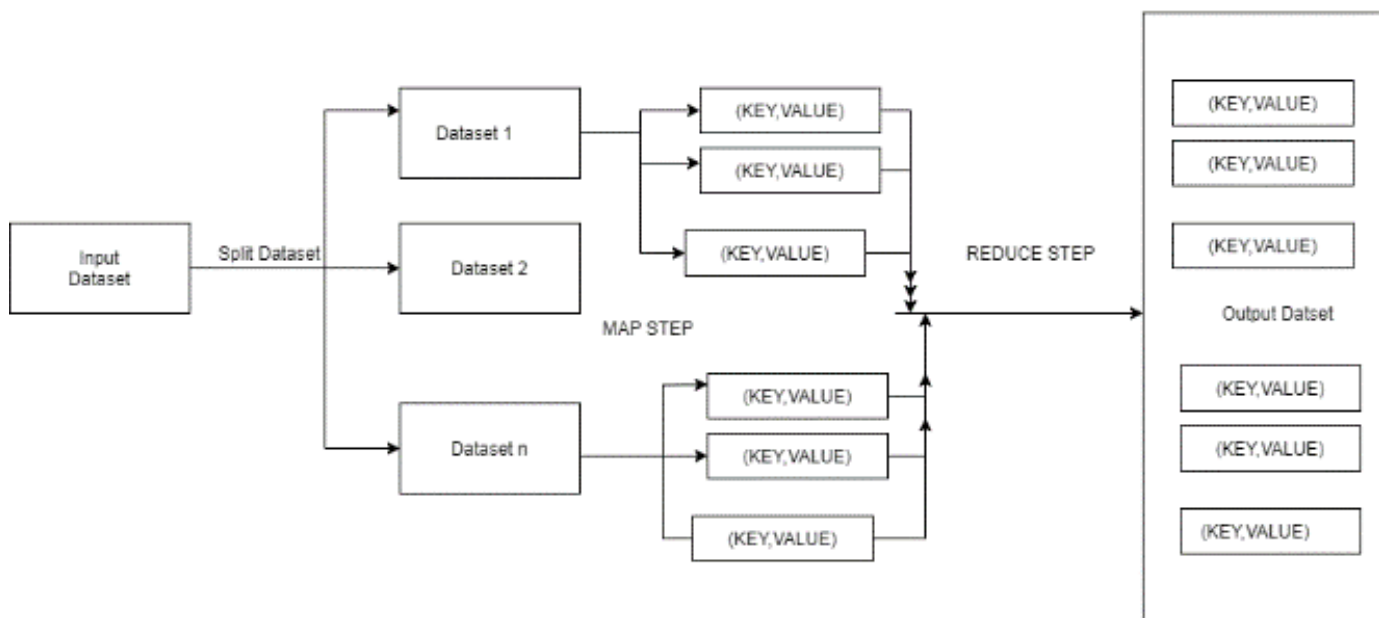 Input
Dataset
Split Dataset
Dataset 1
Dataset 2
Dataset n
MAP STEP
(KEY,VALUE)
(KEY,VALUE)
(KEY,VALUE)
(KEY,VALUE)
(KEY,VALUE)
(KEY,VALUE)
REDUCE STEP
(KEY,VALUE)
(KEY,VALUE)
(KEY,VALUE)
Output Datset
(KEY,VALUE)
(KEY,VALUE)
(KEY,VALUE)